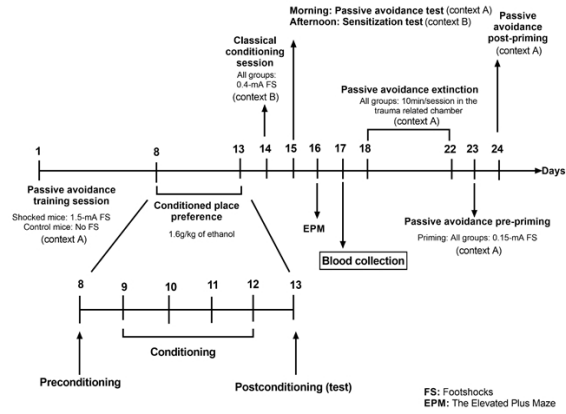 Morning: Passive avoidance test (context A)
Afternoon: Sensitization test (context B)
Passive
avoidance
post-priming
(context A)
Classical
conditioning
session
All groups:
0.4-mA FS
(context B)
Passive avoidance extinction
All groups: 10min/session in the
trauma related chamber
(context A)
1
8
13
14
15
16
17
18
22
23
24
Days
Passive avoidance
training session
Shocked mice: 1.5-mA FS
Control mice: No FS
(context A)
Conditioned place
preference
1.6g/kg of ethanol
EPM
Blood collection
Passive avoidance pre-priming
Priming: All groups: 0.15-mA FS
(context A)
8
9
10
11
12
13
Conditioning
Preconditioning
Postconditioning (test)
FS: Footshocks
EPM: The Elevated Plus Maze